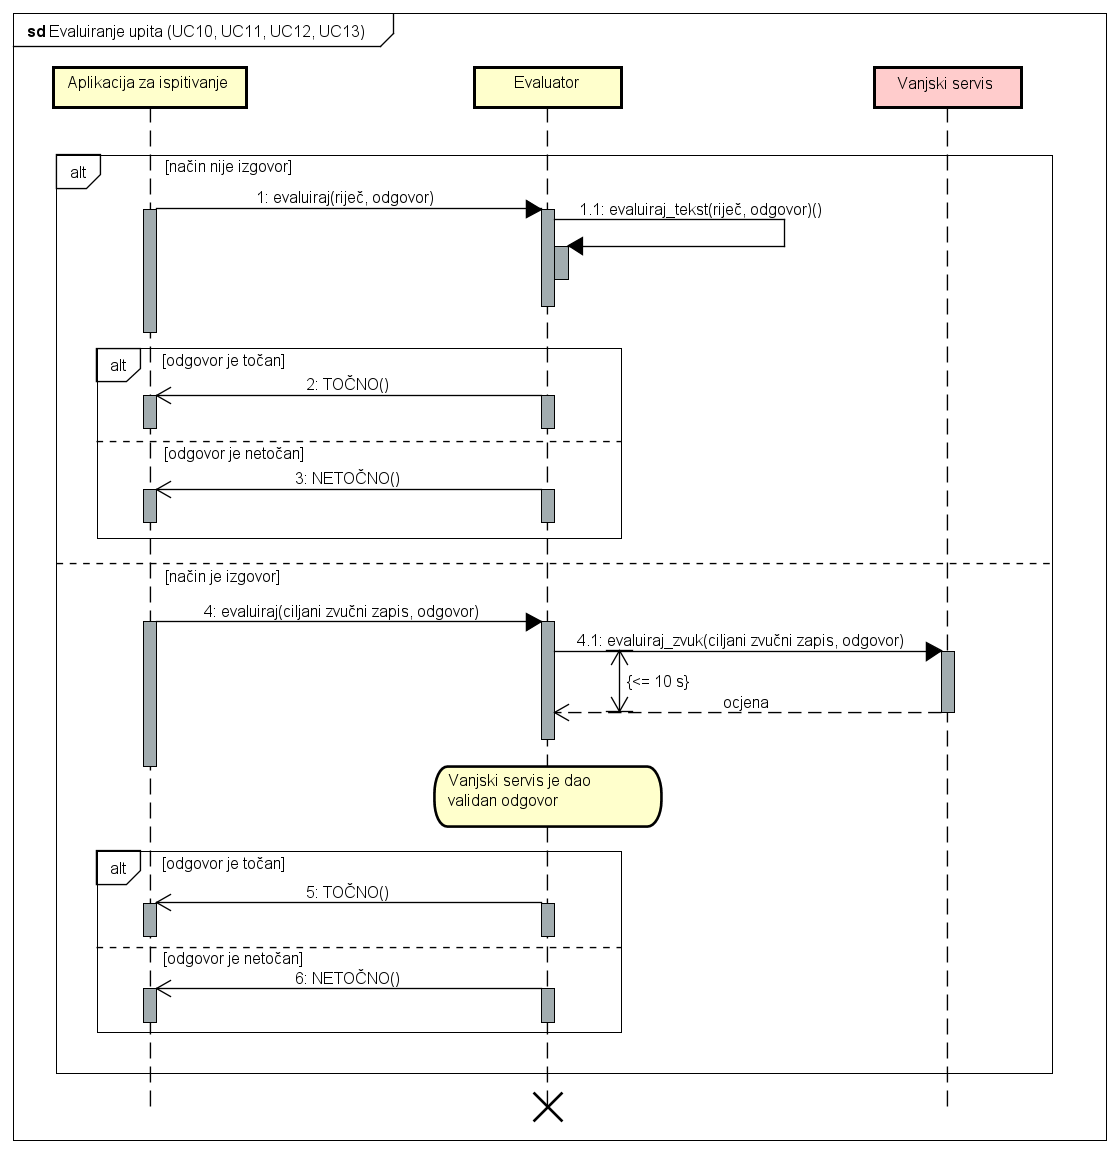 sd Evaluiranje upita (UC10, UC11, UC12, UC13)
Aplikacija za ispitivanje
Evaluator
Vanjski servis
alt
[način nije izgovor]
1: evaluiraj(riječ, odgovor)
1.1: evaluiraj_tekst(riječ, odgovor)()
alt
[odgovor je točan]
2: TOČNO()
[odgovor je netočan]
3: NETOČNO()
[način je izgovor]
4: evaluiraj(ciljani zvučni zapis, odgovor)
4.1: evaluiraj_zvuk(ciljani zvučni zapis, odgovor)
{<= 10 s}
ocjena
Vanjski servis je dao
validan odgovor
alt
[odgovor je točan]
5: TOČNO()
[odgovor je netočan]
6: NETOČNO()